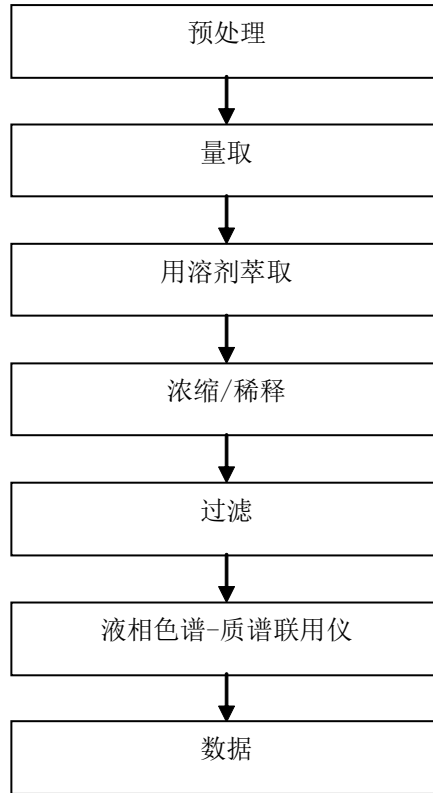 预处理
量取
用溶剂萃取
浓缩/稀释
过滤
液相色谱-质谱联用仪
数据